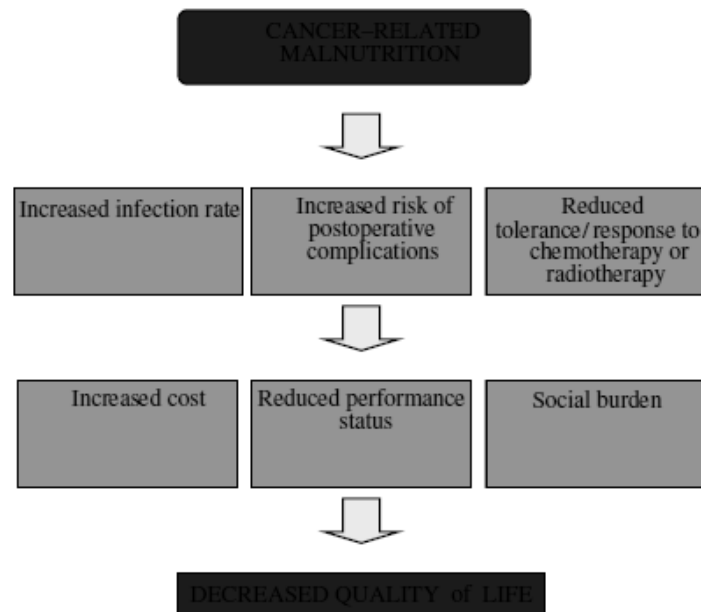 CANCER–RELATED
MALNUTRITION
Increased infection rate
Increased risk of
postoperative
complications
Reduced
tolerance/ response to
chemotherapy or
radiotherapy
Increased cost
Reduced performance
status
Social burden
DECREASED QUALITY of LIFE